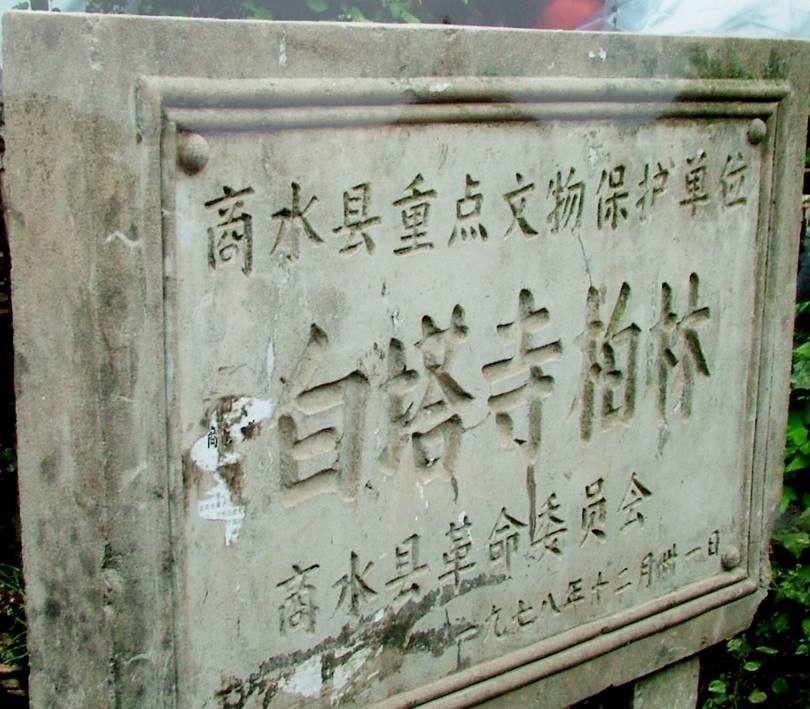 商水县重点文物保护单位
白塔寺柏林
商水县革命委员会
一九七八年十二月卅一日